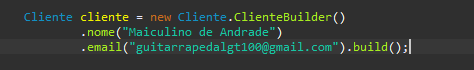 Cliente cliente = new Cliente.ClienteBuilder()
.nome("Maiculino de Andrade")
.email("guitarrapedalgt100@gmail.com").build();